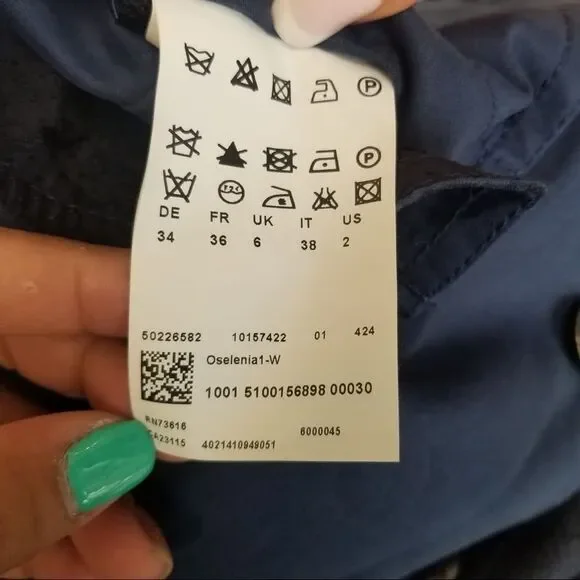 P
P
DE FR UK IT US
34 36 6 38 2
50226582 10157422 01 424
Oselenia1-W
1001 5100156898 00030
RN73616
CA23115 4021410949051 6000045